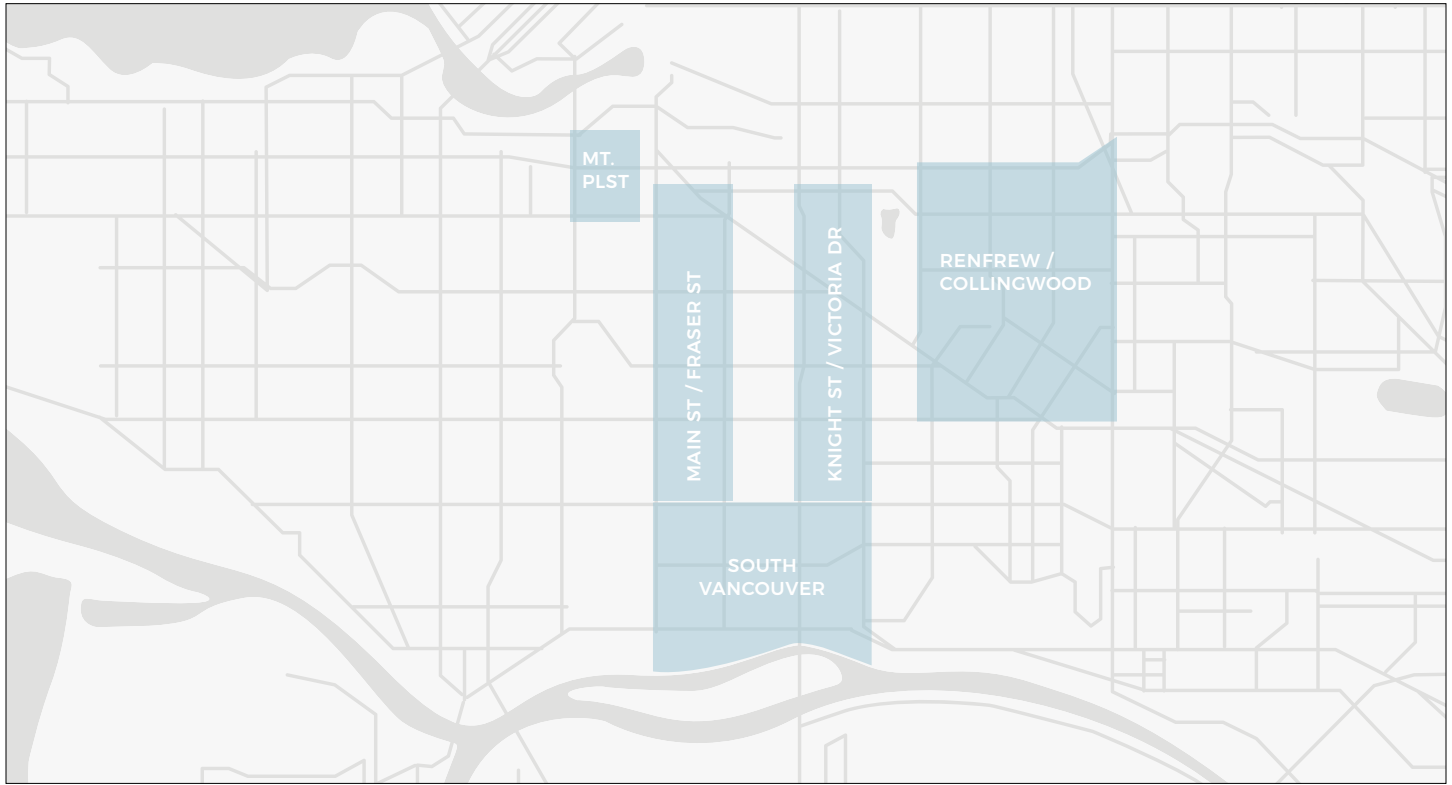 MT.
PLST
MAIN ST / FRASER ST
KNIGHT ST / VICTORIA DR
RENFREW /
COLLINGWOOD
SOUTH
VANCOUVER